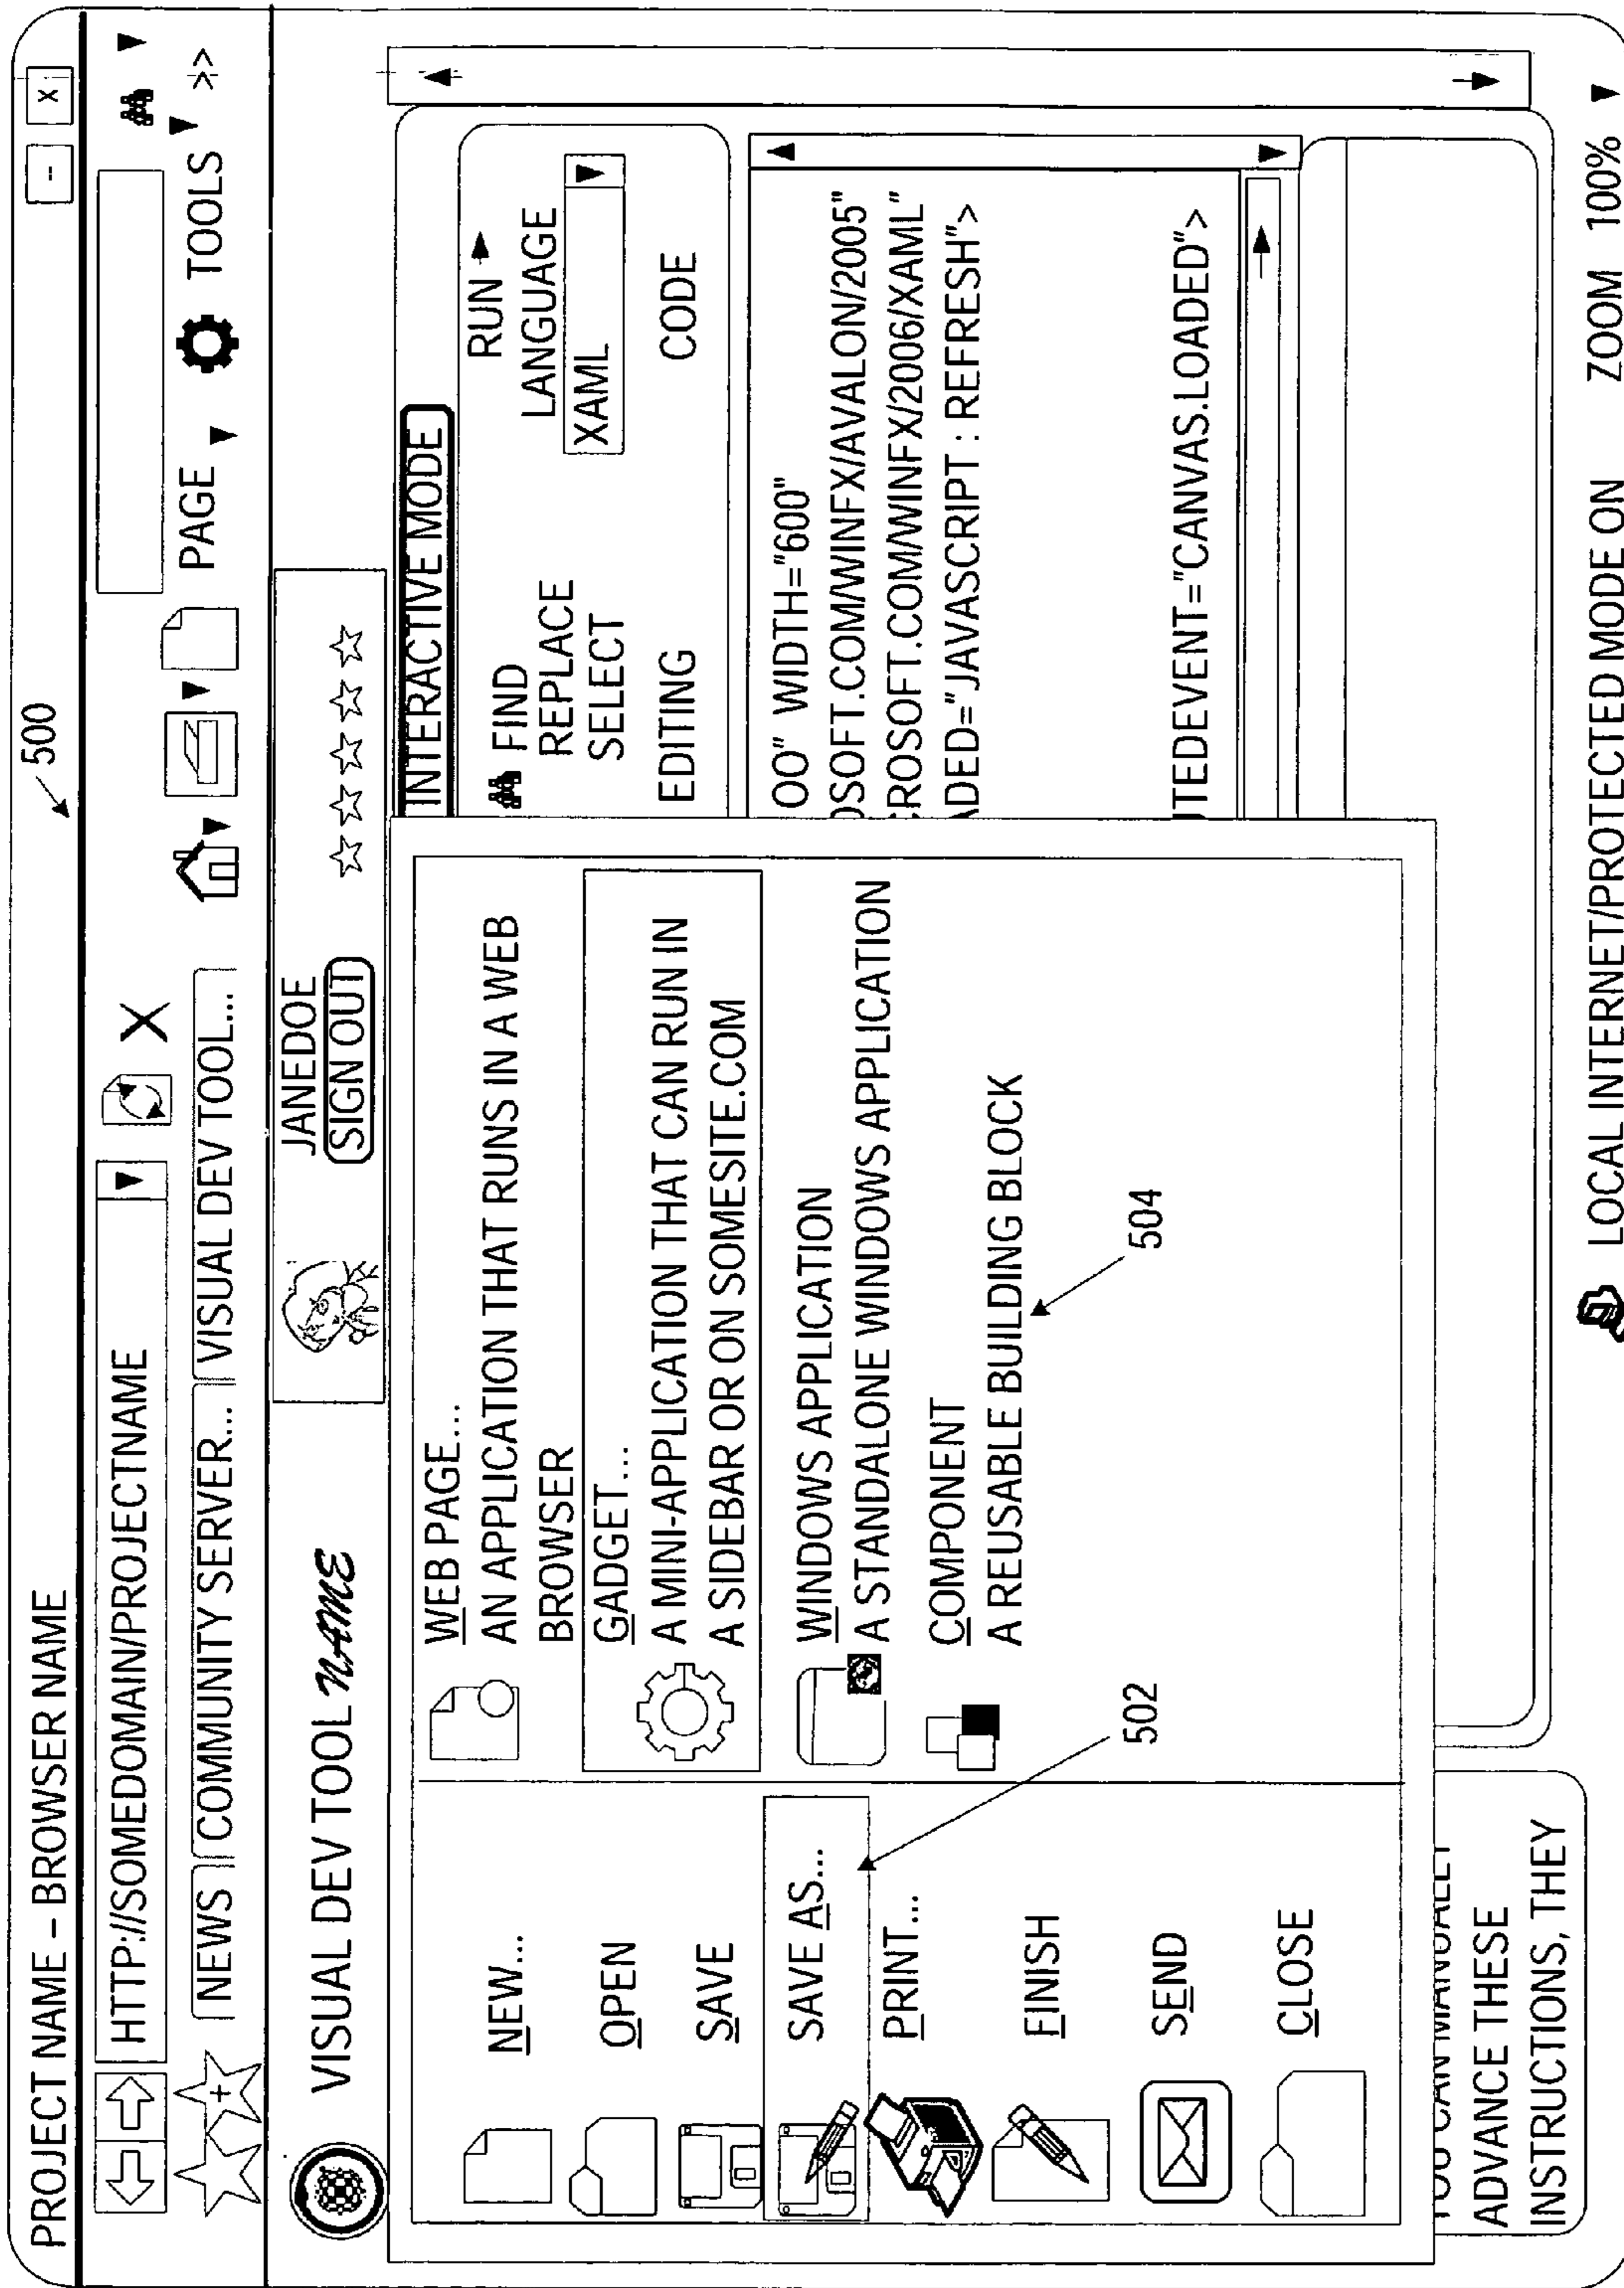 500
PROJECT NAME – BROWSER NAME
-- X
HTTP://SOMEDOMAIN/PROJECTNAME X
NEWS COMMUNITY SERVER... VISUAL DEV TOOL... PAGE TOOLS >>
VISUAL DEV TOOL NAME
JANEDOE
SIGN OUT
INTERACTIVE MODE
NEW...
OPEN
SAVE
SAVE AS...
PRINT...
FINISH
SEND
CLOSE
WEB PAGE...
AN APPLICATION THAT RUNS IN A WEB
BROWSER
GADGET...
A MINI-APPLICATION THAT CAN RUN IN
A SIDEBAR OR ON SOMESITE.COM
WINDOWS APPLICATION
A STANDALONE WINDOWS APPLICATION
COMPONENT
A REUSABLE BUILDING BLOCK
502
504
FIND
REPLACE
SELECT
EDITING
RUN
LANGUAGE
XAML
CODE
OO" WIDTH="600"
OSOFT.COM/WINFX/AVALON/2005"
CROSOFT.COM/WINFX/2006/XAML"
ADED="JAVASCRIPT : REFRESH">
UTEDEVENT="CANVAS.LOADED">
YOU CAN MANUALLY
ADVANCE THESE
INSTRUCTIONS, THEY
LOCAL INTERNET/PROTECTED MODE ON ZOOM 100%